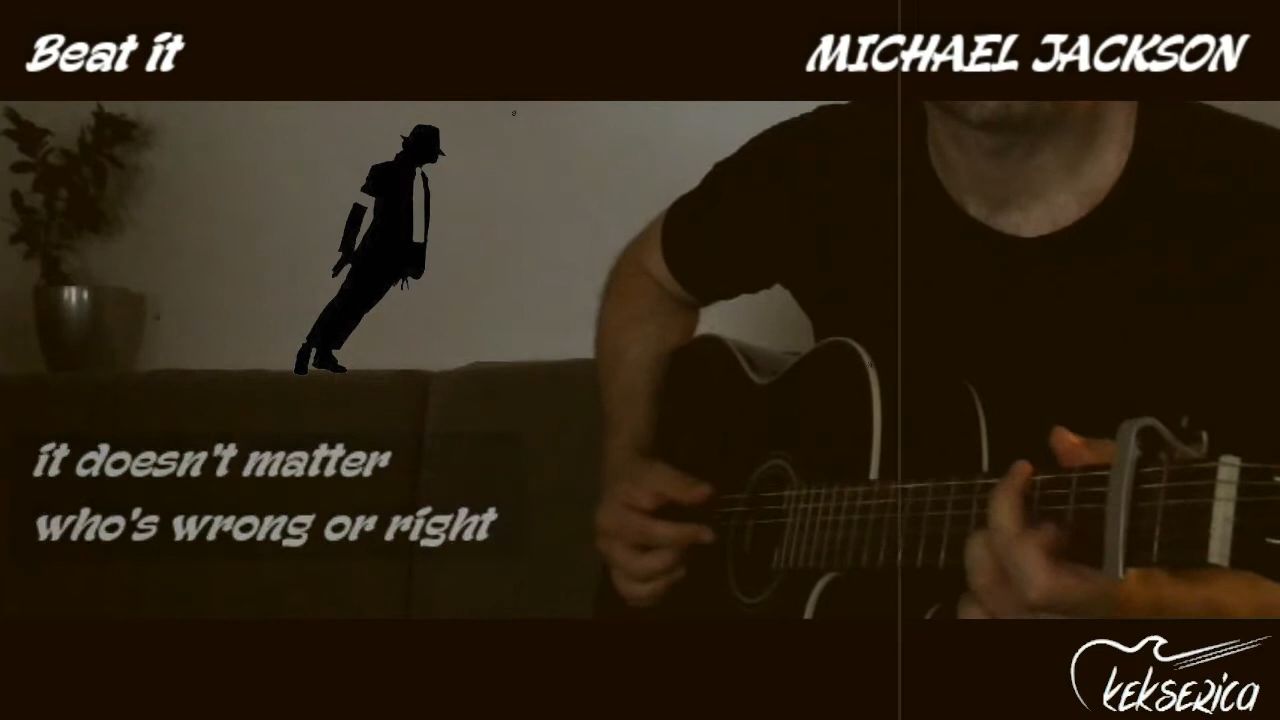 Beat it
MICHAEL JACKSON
it doesn't matter
who's wrong or right
KEKSERICA